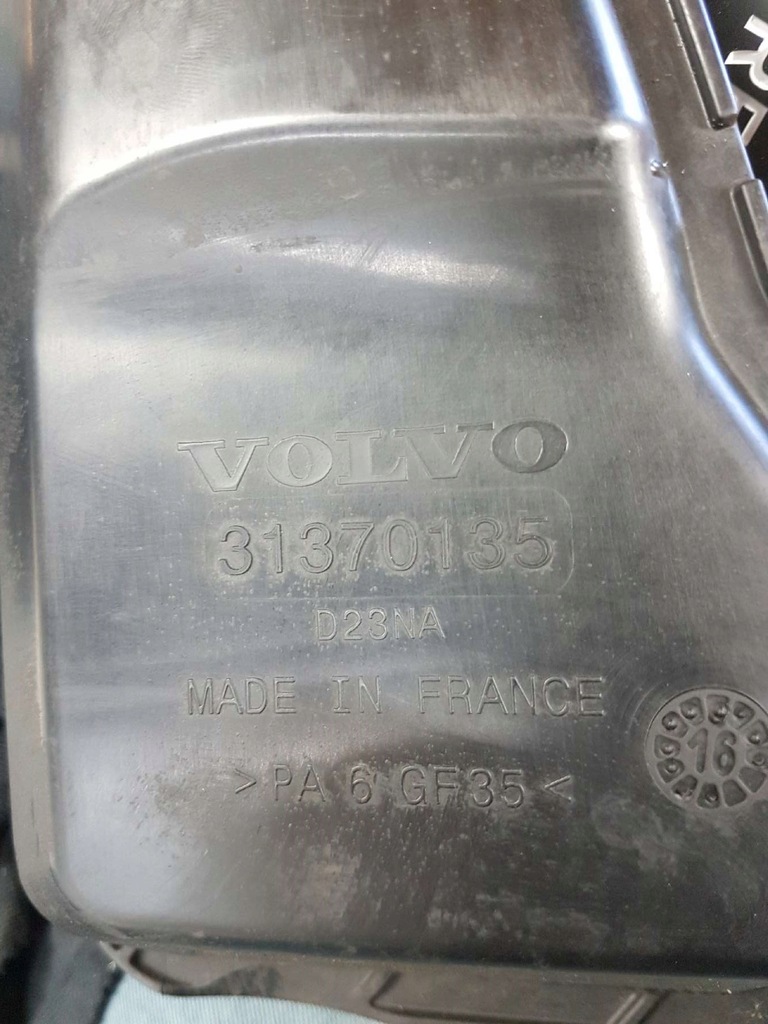 VOLVO
31370135
D23NA
MADE IN FRANCE
16
>PA 6 GF35<